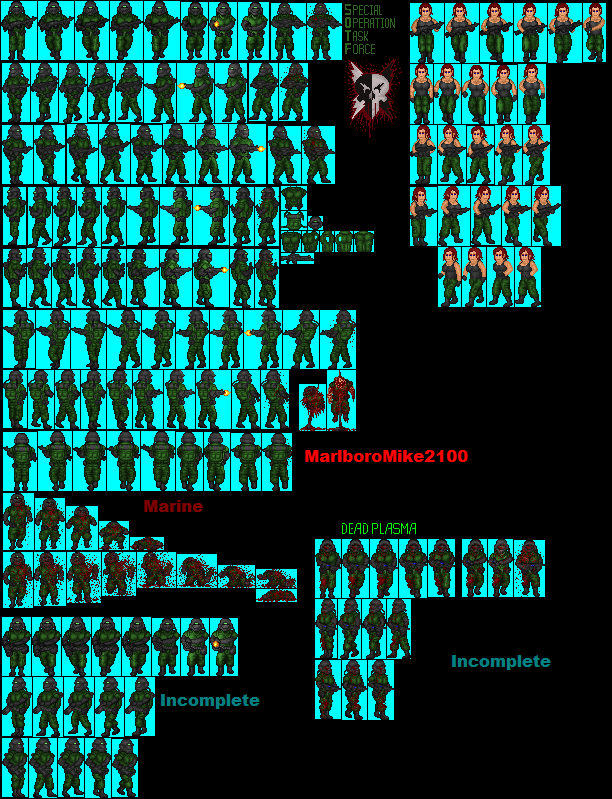 SPECIAL
OPERATION
TASK
FORCE
MarlboroMike2100
Marine
DEAD PLASMA
Incomplete
Incomplete